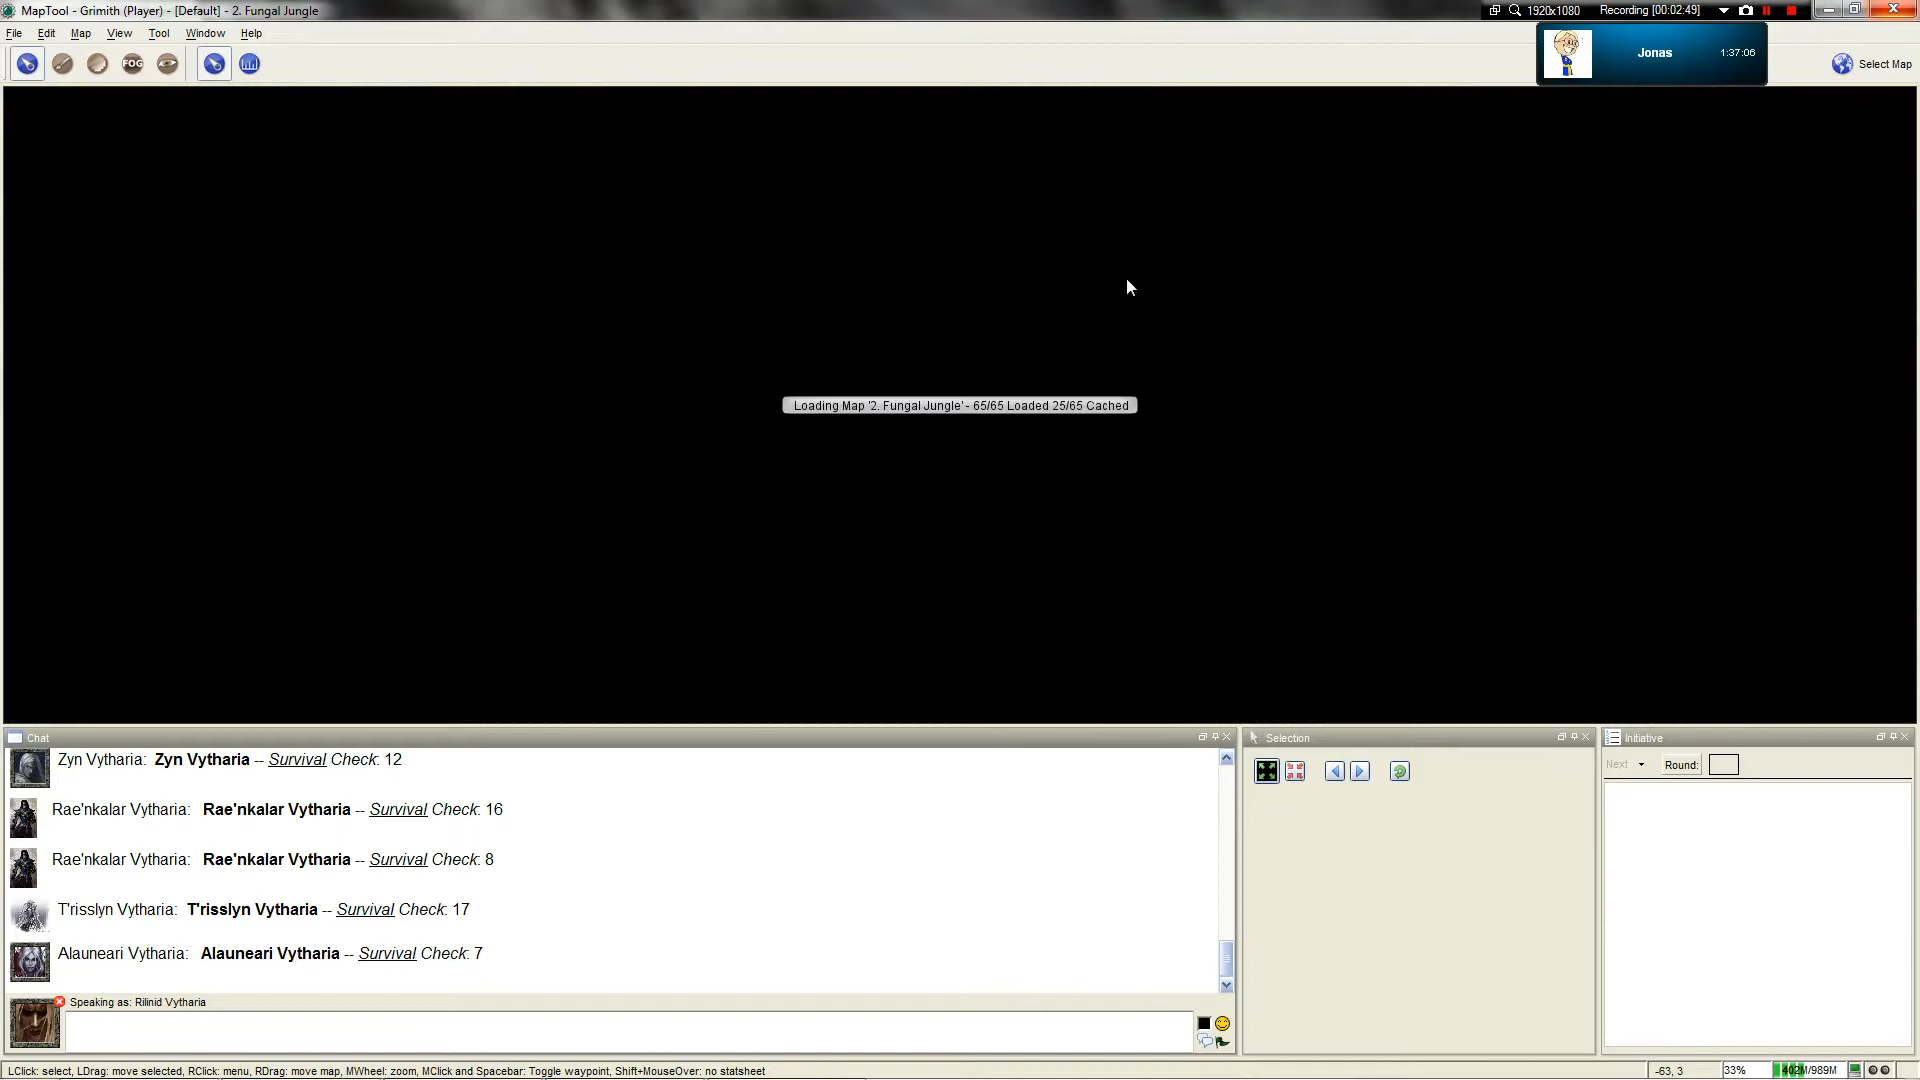 MapTool - Grimith (Player) - [Default] - 2. Fungal Jungle
1920x1080
Recording [00:02:49]
File Edit Map View Tool Window Help
Jonas
1:37:06
FOG
Select Map
Loading Map '2. Fungal Jungle' - 65/65 Loaded 25/65 Cached
Chat
Zyn Vytharia: Zyn Vytharia -- Survival Check: 12
Rae'nkalar Vytharia: Rae'nkalar Vytharia -- Survival Check: 16
Rae'nkalar Vytharia: Rae'nkalar Vytharia -- Survival Check: 8
T'risslyn Vytharia: T'risslyn Vytharia -- Survival Check: 17
Alauneari Vytharia: Alauneari Vytharia -- Survival Check: 7
Speaking as: Rilinid Vytharia
Selection
Initiative
Next
Round:
LClick: select, LDrag: move selected, RClick: menu, RDrag: move map, MWheel: zoom, MClick and Spacebar: Toggle waypoint, Shift+MouseOver: no statsheet
-63, 3
33%
402M/989M